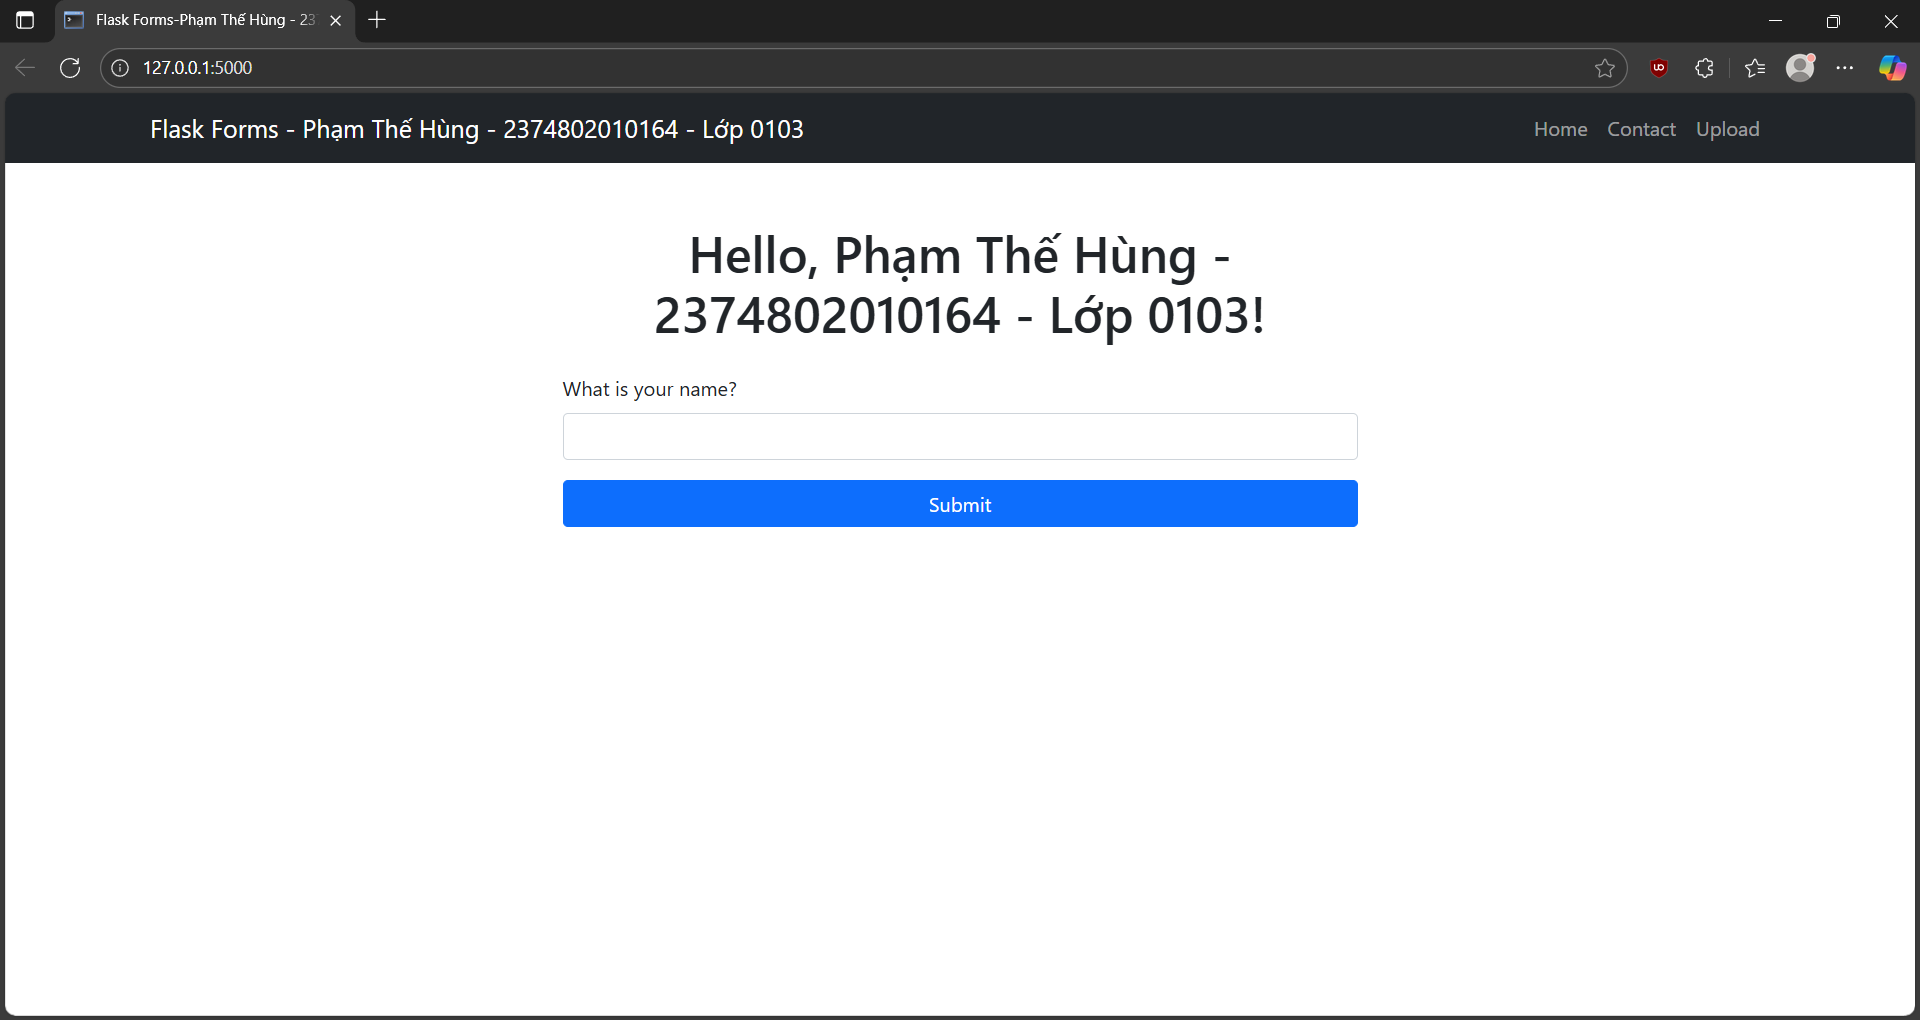 Flask Forms-Phạm Thế Hùng - 23
127.0.0.1:5000
Flask Forms - Phạm Thế Hùng - 2374802010164 - Lớp 0103
Home Contact Upload
Hello, Phạm Thế Hùng -
2374802010164 - Lớp 0103!
What is your name?
Submit